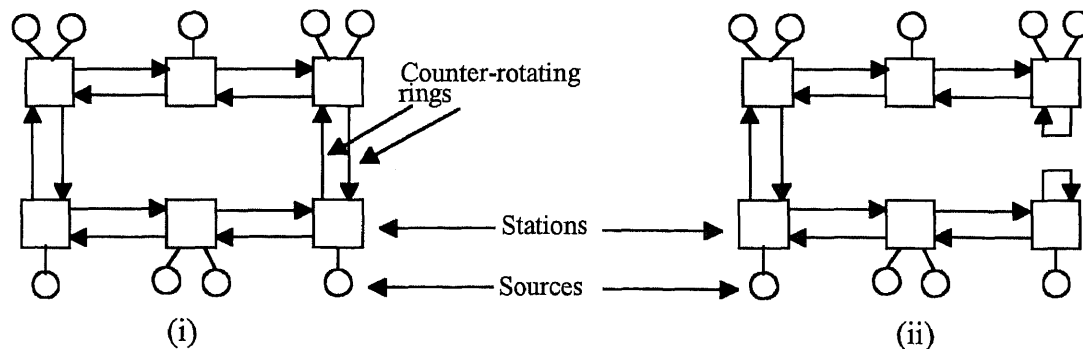 Counter-rotating
rings
Stations
Sources
(i)
(ii)